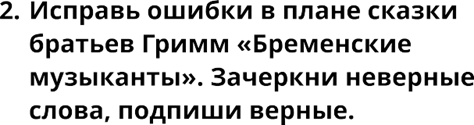 2. Исправь ошибки в плане сказки
братьев Гримм «Бременские
музыканты». Зачеркни неверные
слова, подпиши верные.